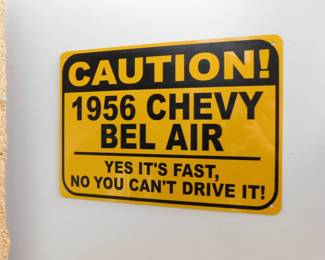 CAUTION!
1956 CHEVY
BEL AIR
YES IT'S FAST,
NO YOU CAN'T DRIVE IT!